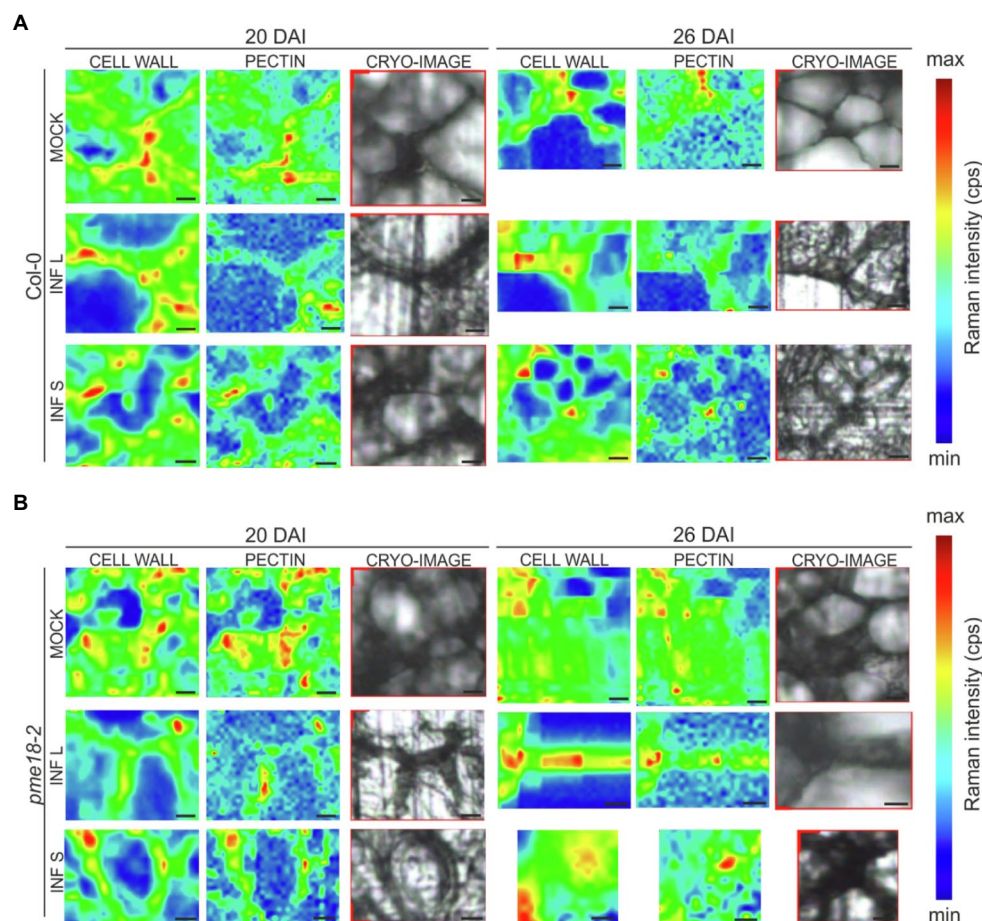 A
20 DAI 26 DAI
CELL WALL PECTIN CRYO-IMAGE CELL WALL PECTIN CRYO-IMAGE
max
MOCK
Col-0
INF L
Raman intensity (cps)
INF S
min
B
20 DAI 26 DAI
max
CELL WALL PECTIN CRYO-IMAGE CELL WALL PECTIN CRYO-IMAGE
MOCK
pme18-2
INF L
Raman intensity (cps)
INF S
min